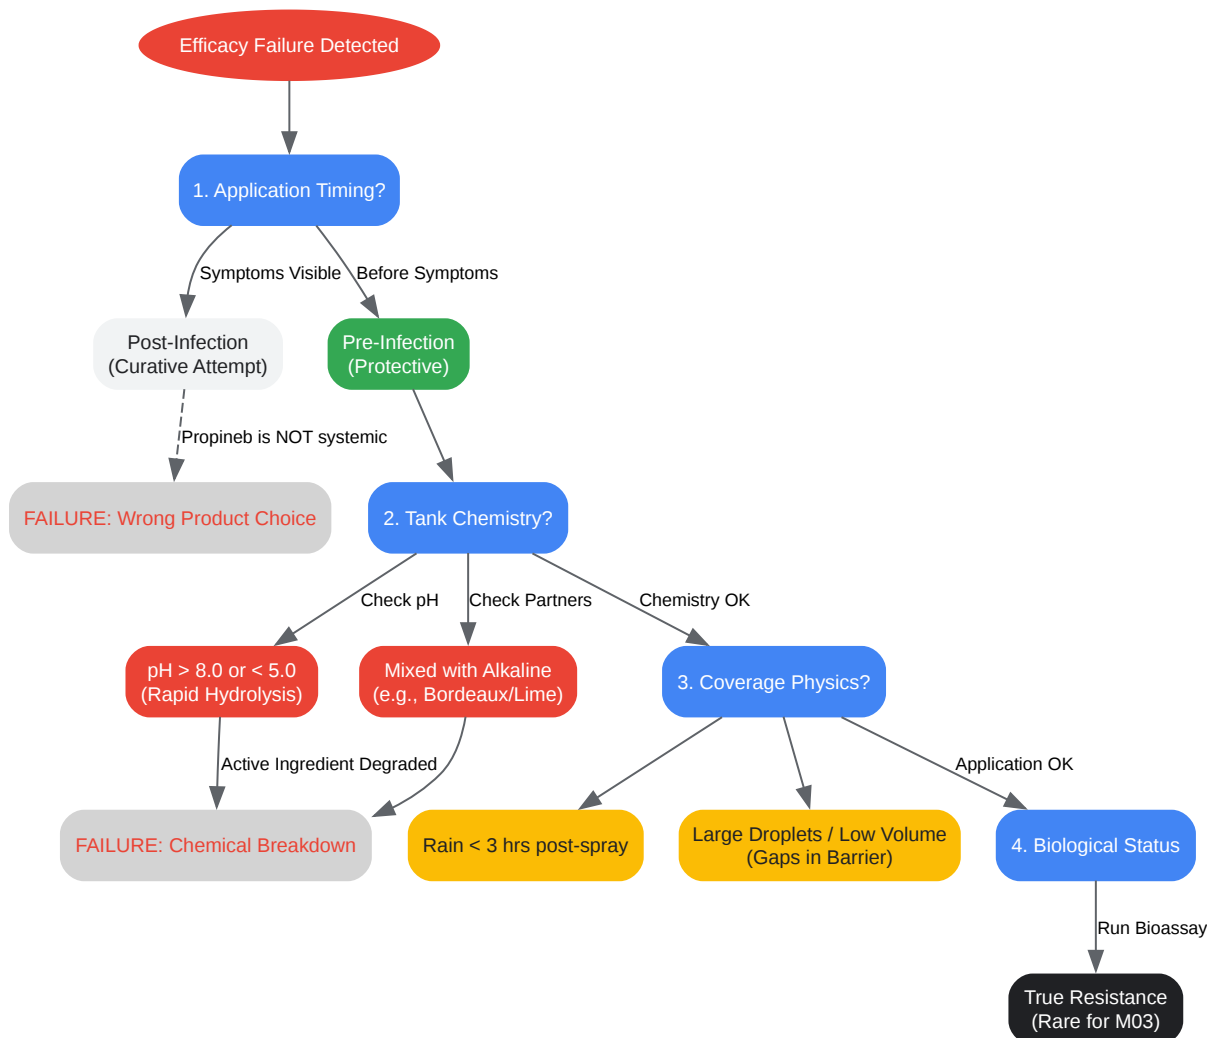 Efficacy Failure Detected
1. Application Timing?
Symptoms Visible
Before Symptoms
Post-Infection
(Curative Attempt)
Pre-Infection
(Protective)
Propineb is NOT systemic
FAILURE: Wrong Product Choice
2. Tank Chemistry?
Check pH
Check Partners
Chemistry OK
pH > 8.0 or < 5.0
(Rapid Hydrolysis)
Mixed with Alkaline
(e.g., Bordeaux/Lime)
3. Coverage Physics?
Active Ingredient Degraded
Application OK
FAILURE: Chemical Breakdown
Rain < 3 hrs post-spray
Large Droplets / Low Volume
(Gaps in Barrier)
4. Biological Status
Run Bioassay
True Resistance
(Rare for M03)